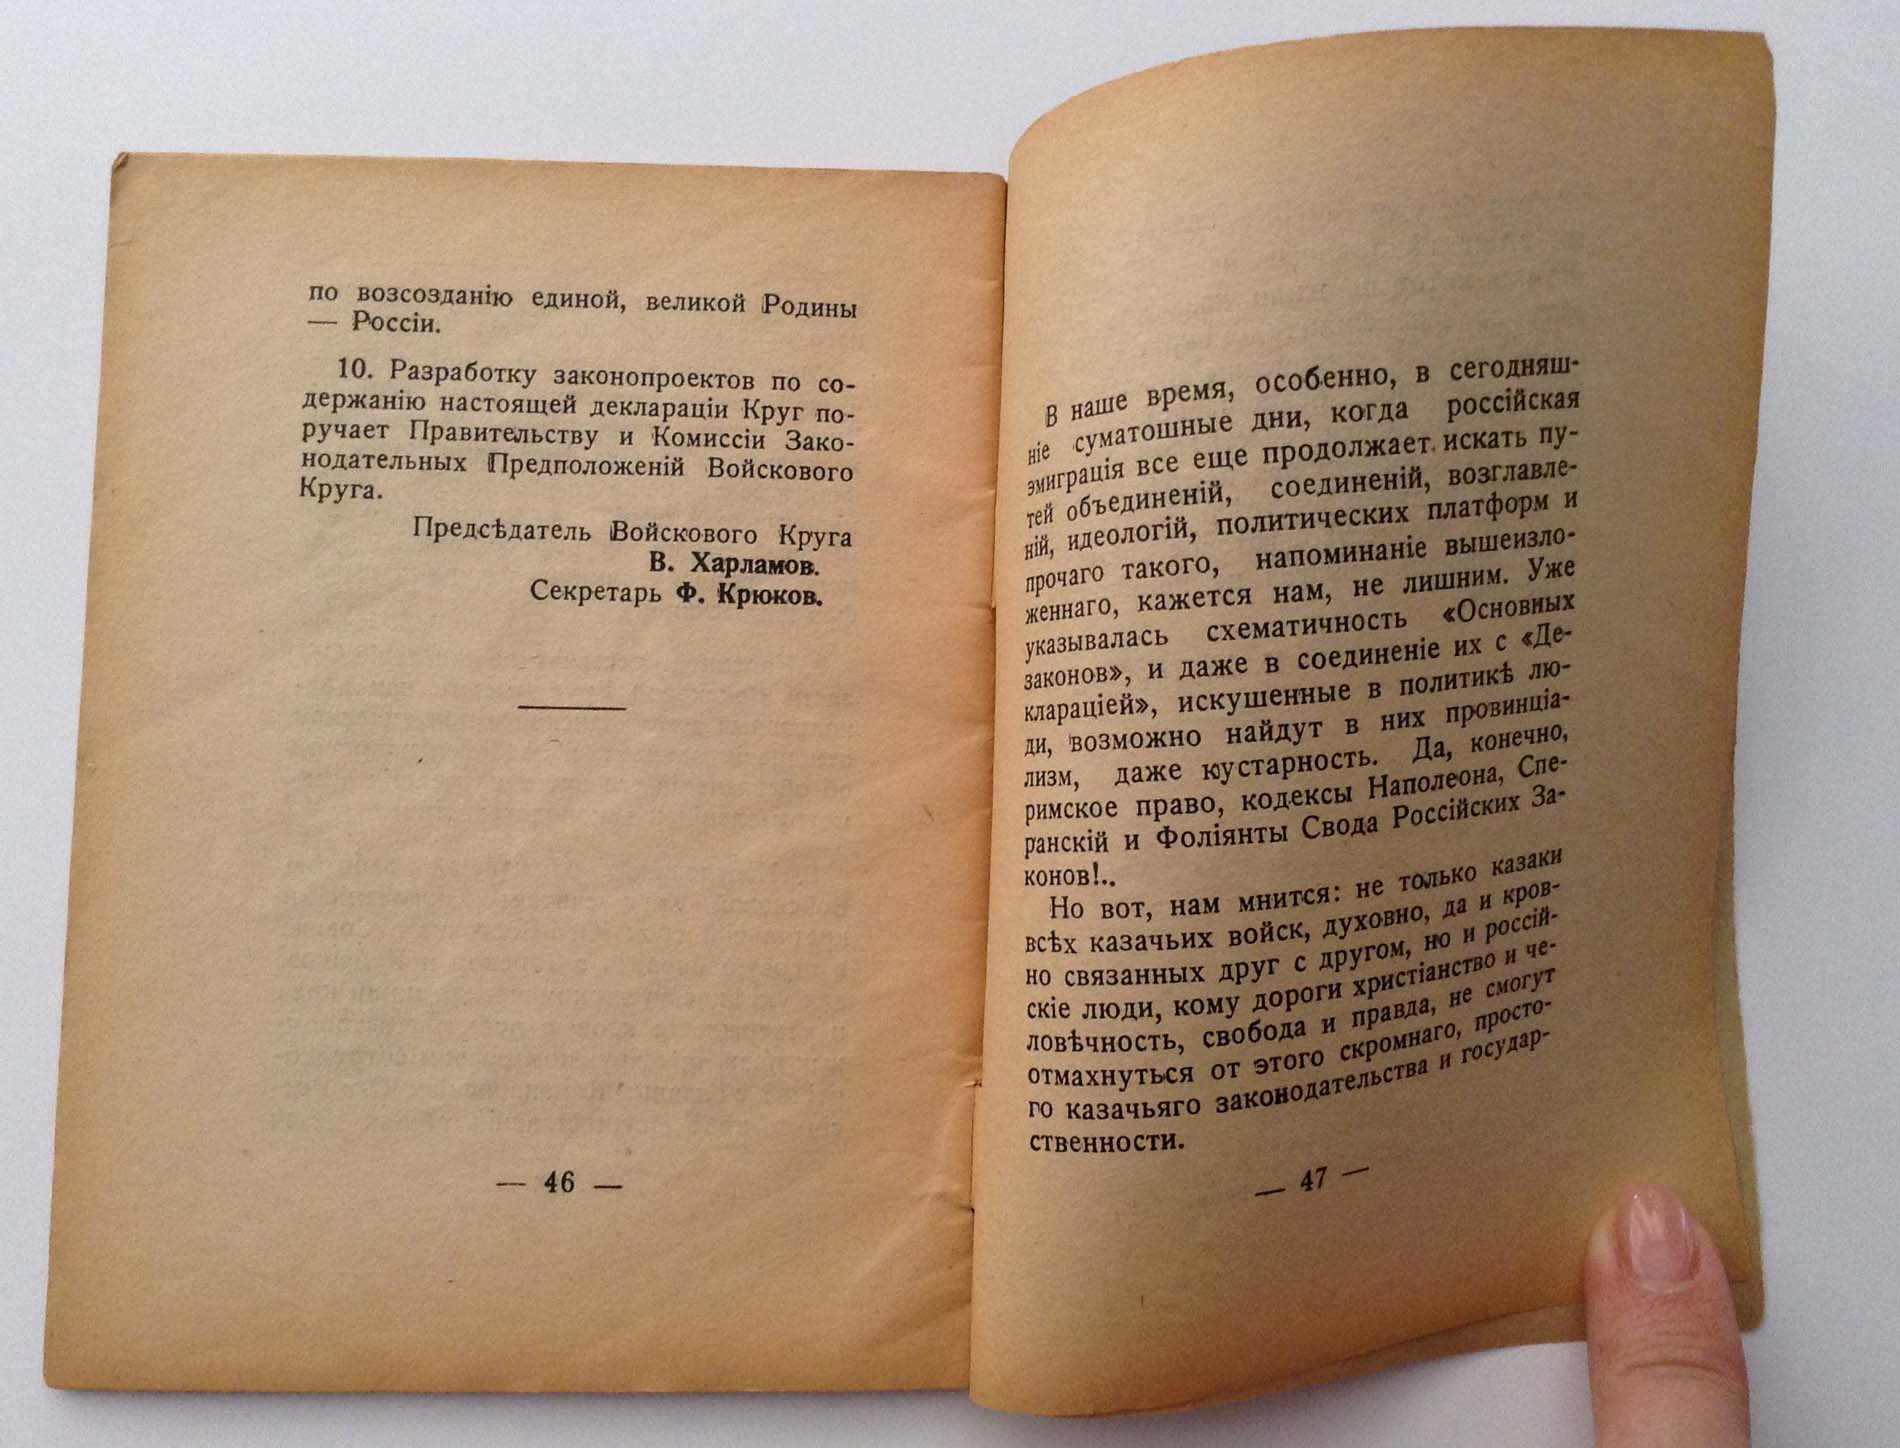 по возсозданію единой, великой Родины
— Россіи.
10. Разработку законопроектов по со-
держанію настоящей деклараціи Круг по-
ручает Правительству и Комиссіи Зако-
нодательных Предположеній Войскового
Круга.
Предсѣдатель Войскового Круга
В. Харламов.
Секретарь Ф. Крюков.
— 46 —
В наше время, особенно, в сегодняш-
ніе суматошные дни, когда россійская
эмиграція все еще продолжает искать пу-
тей объединеній, соединеній, возглавле-
ній, идеологій, политических платформ и
прочаго такого, напоминаніе вышеизло-
женнаго, кажется нам, не лишним. Уже
указывалась схематичность «Основных
законов», и даже в соединеніе их с «Де-
клараціей», искушенные в политикѣ лю-
ди, возможно найдут в них провинціа-
лизм, даже кустарность. Да, конечно,
римское право, кодексы Наполеона, Спе-
ранскій и Фоліянты Свода Россійских За-
конов!..
Но вот, нам мнится: не только казаки
всѣх казачьих войск, духовно, да и кров-
но связанных друг с другом, но и россій-
скіе люди, кому дороги христіанство и че-
ловѣчность, свобода и правда, не смогут
отмахнуться от этого скромнаго, просто-
го казачьяго законодательства и государ-
ственности.
— 47 —